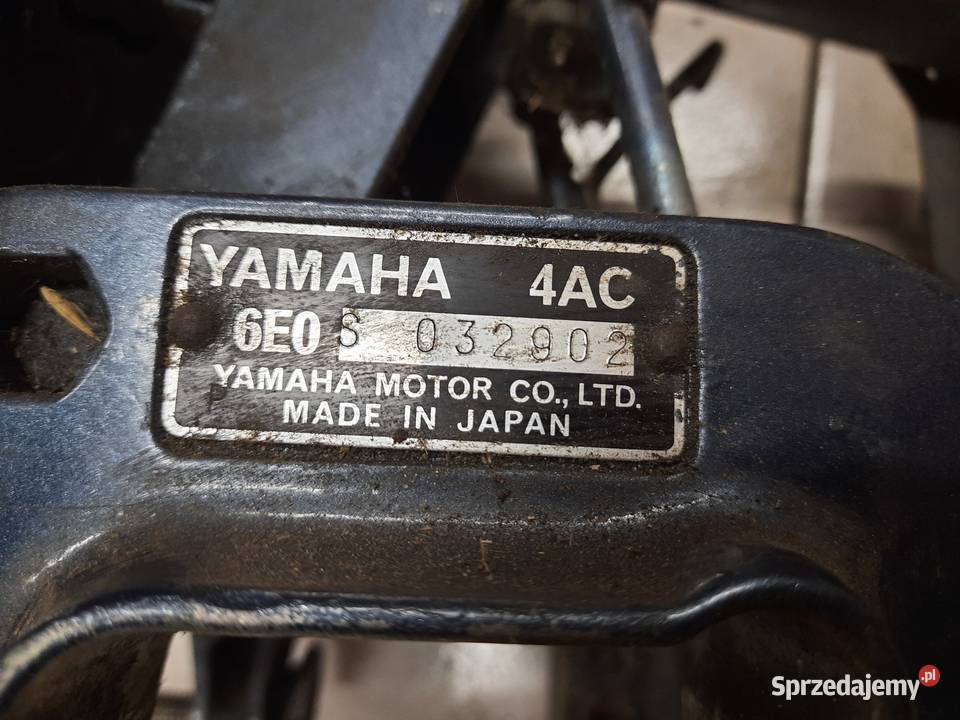 YAMAHA 4AC
6E0 S 032902
YAMAHA MOTOR CO., LTD.
MADE IN JAPAN
Sprzedajemy.pl